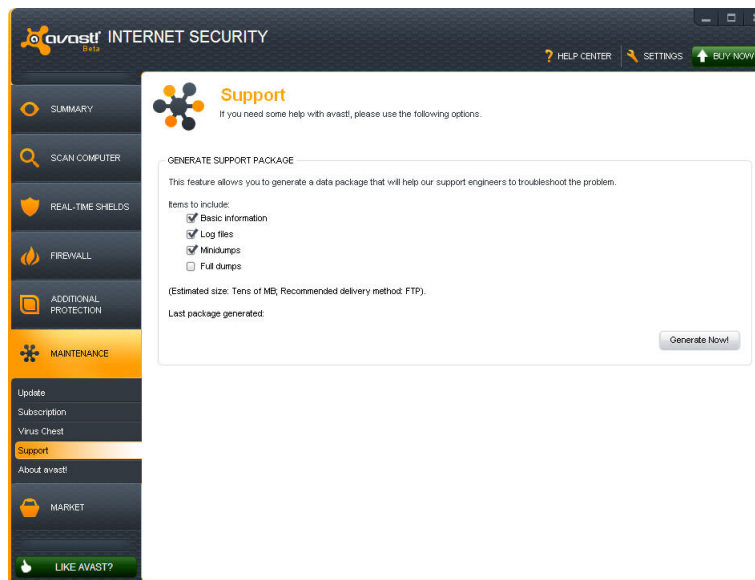 avast! INTERNET SECURITY
Beta
HELP CENTER
SETTINGS
BUY NOW
SUMMARY
SCAN COMPUTER
REAL-TIME SHIELDS
FIREWALL
ADDITIONAL
PROTECTION
MAINTENANCE
Update
Subscription
Virus Chest
Support
About avast!
MARKET
LIKE AVAST?
Support
If you need some help with avast!, please use the following options.
GENERATE SUPPORT PACKAGE
This feature allows you to generate a data package that will help our support engineers to troubleshoot the problem.
Items to include:
Basic information
Log files
Minidumps
Full dumps
(Estimated size: Tens of MB; Recommended delivery method: FTP).
Last package generated:
Generate Now!